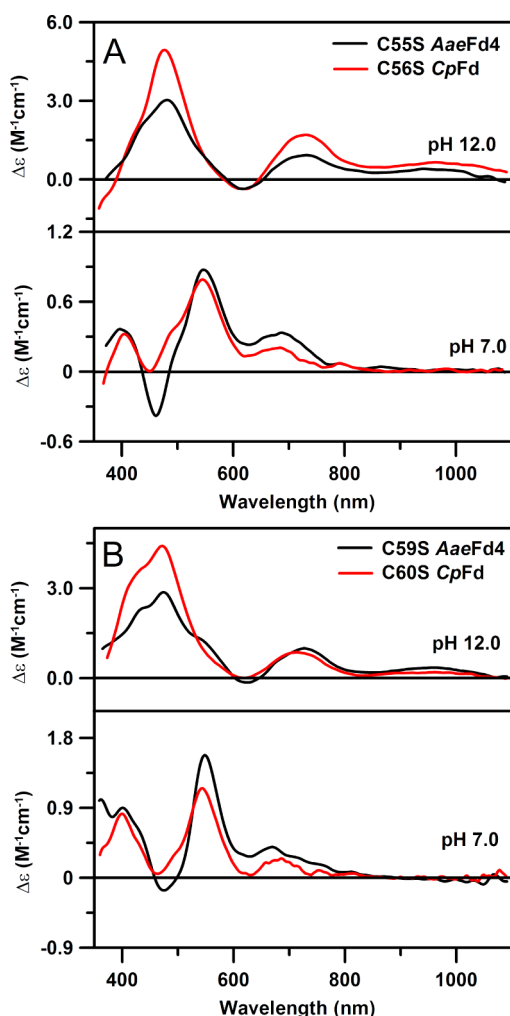 A
C55S AaeFd4
C56S CpFd
6.0
3.0
0.0
Δε (M⁻¹cm⁻¹)
pH 12.0
1.2
0.6
0
-0.6
Δε (M⁻¹cm⁻¹)
pH 7.0
400 600 800 1000
Wavelength (nm)
B
C59S AaeFd4
C60S CpFd
3.0
0.0
Δε (M⁻¹cm⁻¹)
pH 12.0
1.8
0.9
0
-0.9
Δε (M⁻¹cm⁻¹)
pH 7.0
400 600 800 1000
Wavelength (nm)